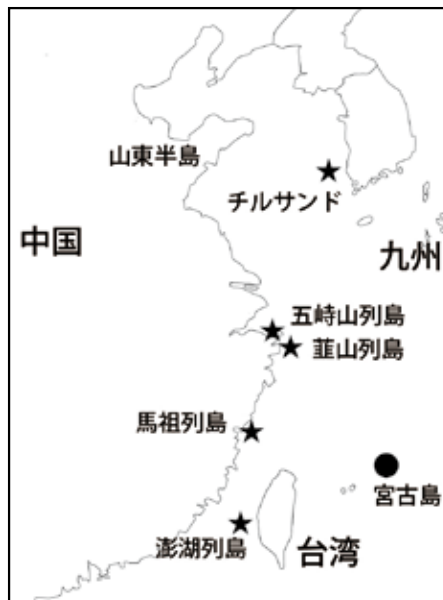 山東半島
チルサンド
中国
九州
五峙山列島
韮山列島
馬祖列島
宮古島
澎湖列島
台湾